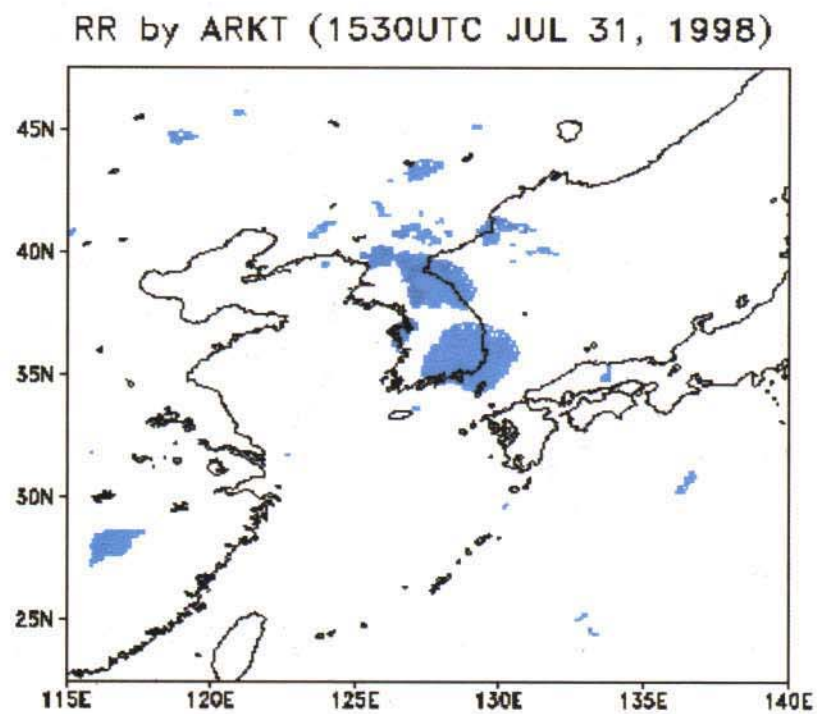 RR by ARKT (1530UTC JUL 31, 1998)
45N
40N
35N
30N
25N
115E 120E 125E 130E 135E 140E